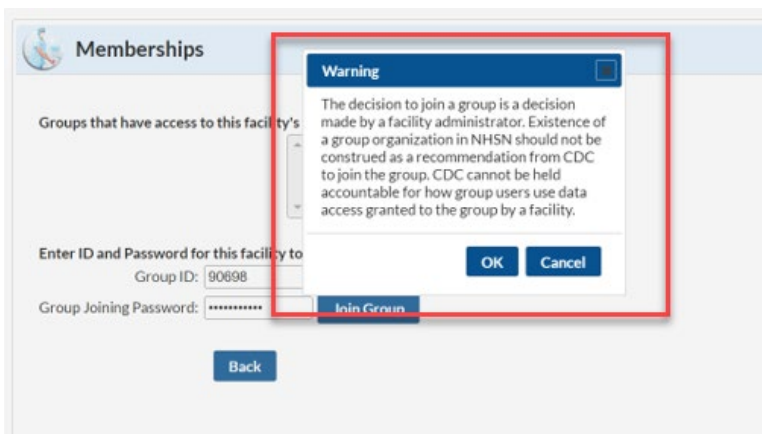 Memberships
Warning
The decision to join a group is a decision
made by a facility administrator. Existence of
a group organization in NHSN should not be
construed as a recommendation from CDC
to join the group. CDC cannot be held
accountable for how group users use data
access granted to the group by a facility.
OK Cancel
Groups that have access to this facility's
Enter ID and Password for this facility to
Group ID: 90698
Group Joining Password: •••••••••••
Join Group
Back